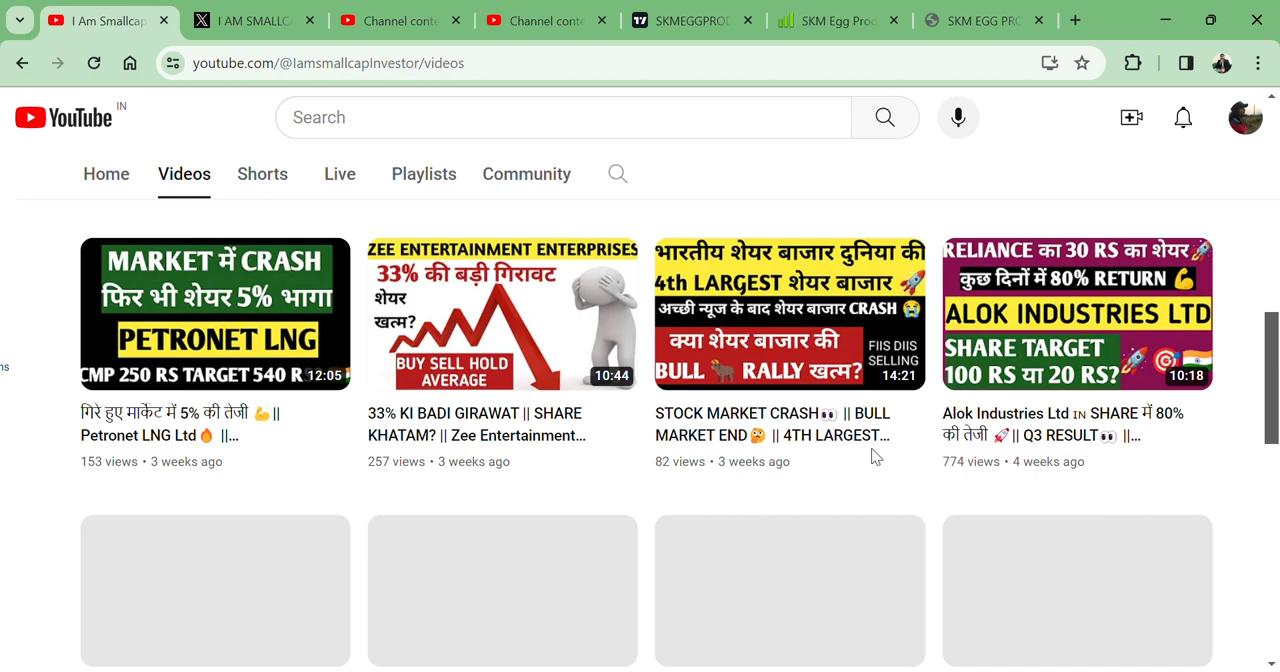 I Am Smallcap
I AM SMALLC
Channel conte
Channel conte
SKMEGGPROD
SKM Egg Prod
SKM EGG PRO
youtube.com/@IamsmallcapInvestor/videos
YouTube IN
Search
Home Videos Shorts Live Playlists Community
ns
MARKET में CRASH
फिर भी शेयर 5% भागा
PETRONET LNG
CMP 250 RS TARGET 540 R
12:05
गिरे हुए मार्केट में 5% की तेजी 💪 ||
Petronet LNG Ltd🔥 ||...
153 views • 3 weeks ago
ZEE ENTERTAINMENT ENTERPRISES
33% की बड़ी गिरावट
शेयर
खत्म?
BUY SELL HOLD
AVERAGE
10:44
33% KI BADI GIRAWAT || SHARE
KHATAM? || Zee Entertainment...
257 views • 3 weeks ago
भारतीय शेयर बाजार दुनिया की
4th LARGEST शेयर बाजार 🚀
अच्छी न्यूज के बाद शेयर बाजार CRASH 😭
क्या शेयर बाजार की
BULL 🐂 RALLY खत्म?
FIIS DIIS
SELLING
14:21
STOCK MARKET CRASH👀 || BULL
MARKET END🤔 || 4TH LARGEST...
82 views • 3 weeks ago
RELIANCE का 30 RS का शेयर🚀
कुछ दिनों में 80% RETURN 💪
ALOK INDUSTRIES LTD
SHARE TARGET
100 RS या 20 RS?
10:18
Alok Industries Ltd ɪɴ SHARE में 80%
की तेजी 🚀|| Q3 RESULT👀 ||...
774 views • 4 weeks ago